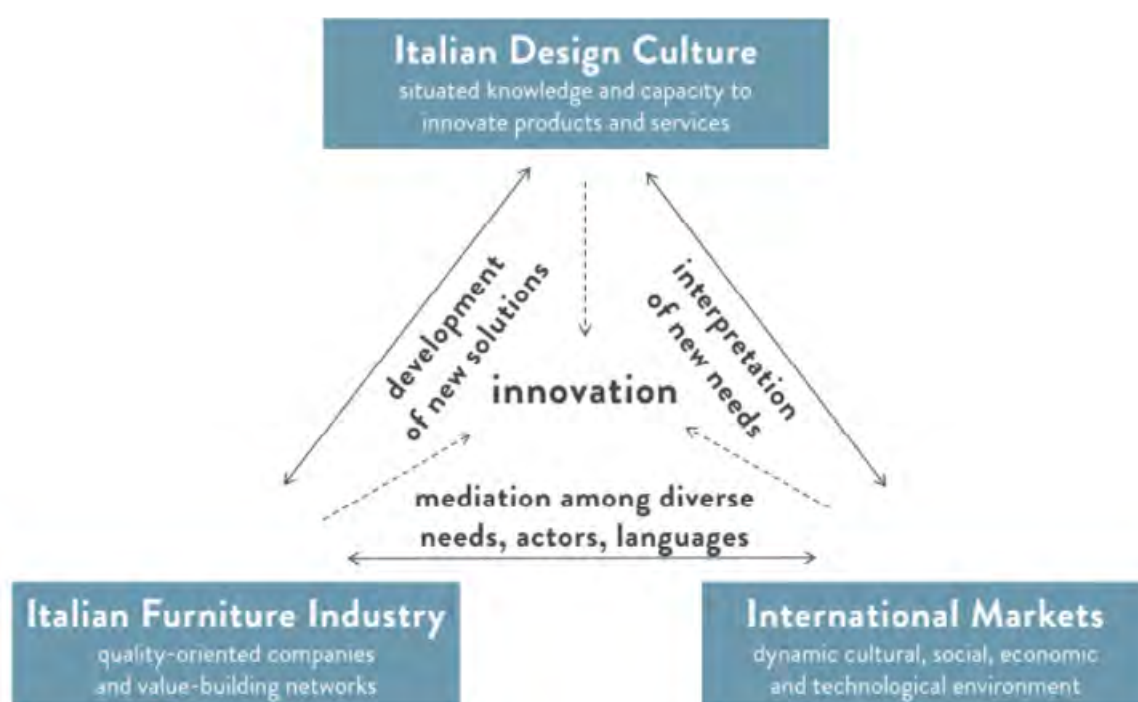 Italian Design Culture
situated knowledge and capacity to
innovate products and services
development
of new solutions
interpretation
of new needs
innovation
mediation among diverse
needs, actors, languages
Italian Furniture Industry
quality-oriented companies
and value-building networks
International Markets
dynamic cultural, social, economic
and technological environment